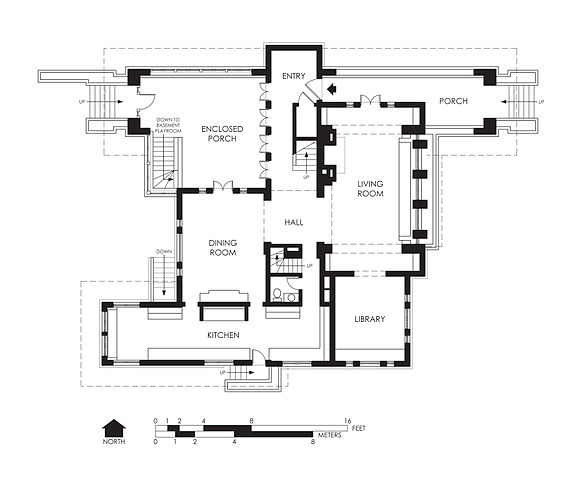 ENTRY
UP
PORCH
UP
DOWN TO
BASEMENT
PLAYROOM
ENCLOSED
PORCH
UP
UP
LIVING
ROOM
HALL
DINING
ROOM
DOWN
UP
LIBRARY
KITCHEN
UP
0 1 2 4 8 16
FEET
METERS
0 1 2 4 8
NORTH